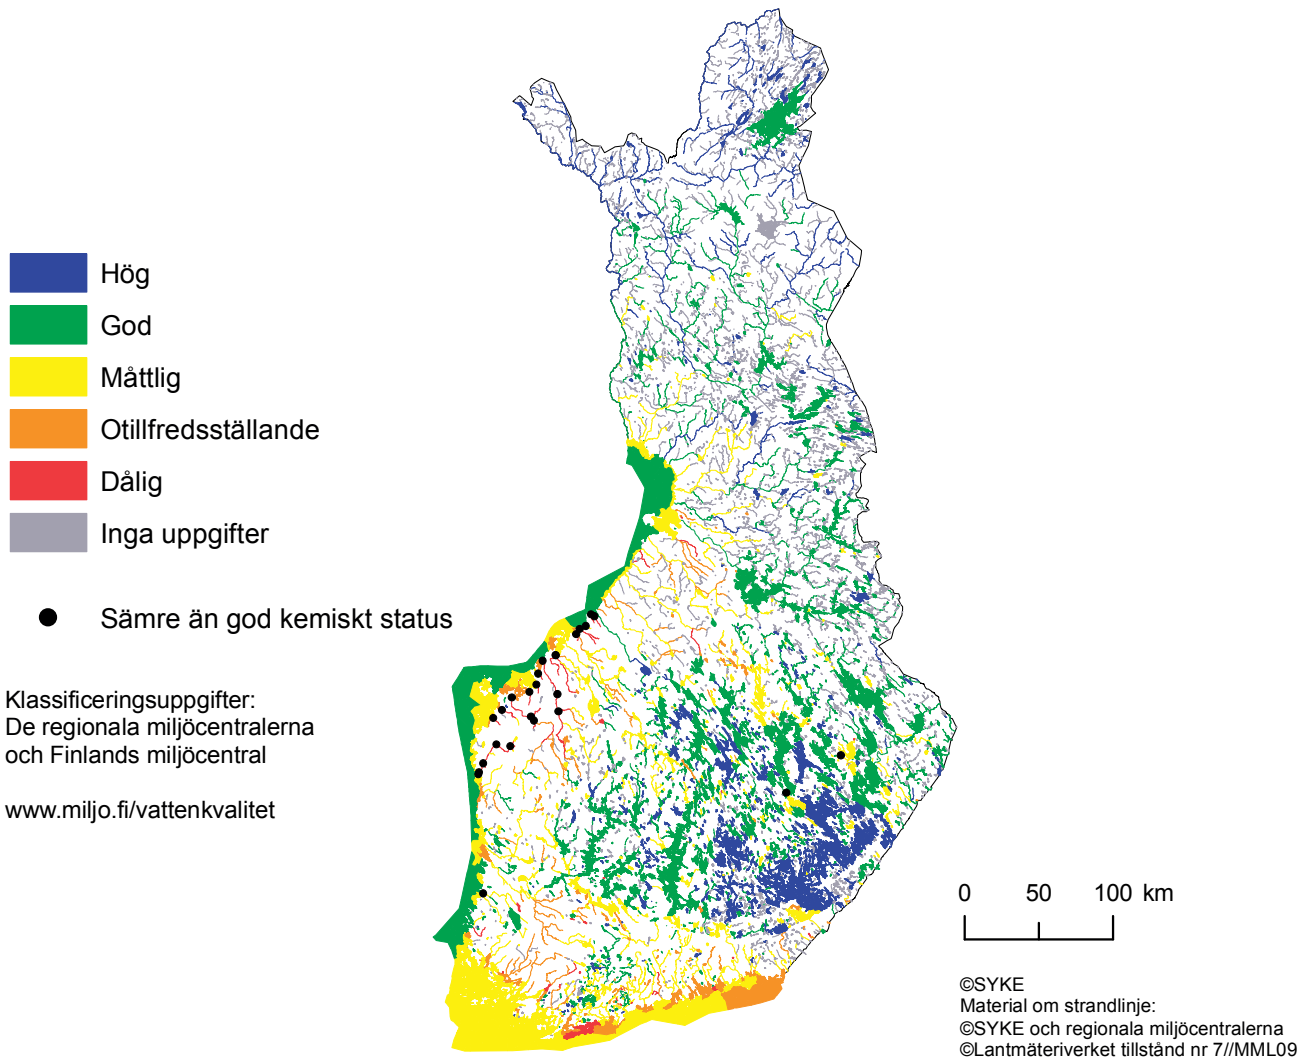 Hög
God
Måttlig
Otillfredsställande
Dålig
Inga uppgifter
Sämre än god kemiskt status
Klassificeringsuppgifter:
De regionala miljöcentralerna
och Finlands miljöcentral
www.miljo.fi/vattenkvalitet
0 50 100 km
©SYKE
Material om strandlinje:
©SYKE och regionala miljöcentralerna
©Lantmäteriverket tillstånd nr 7//MML09